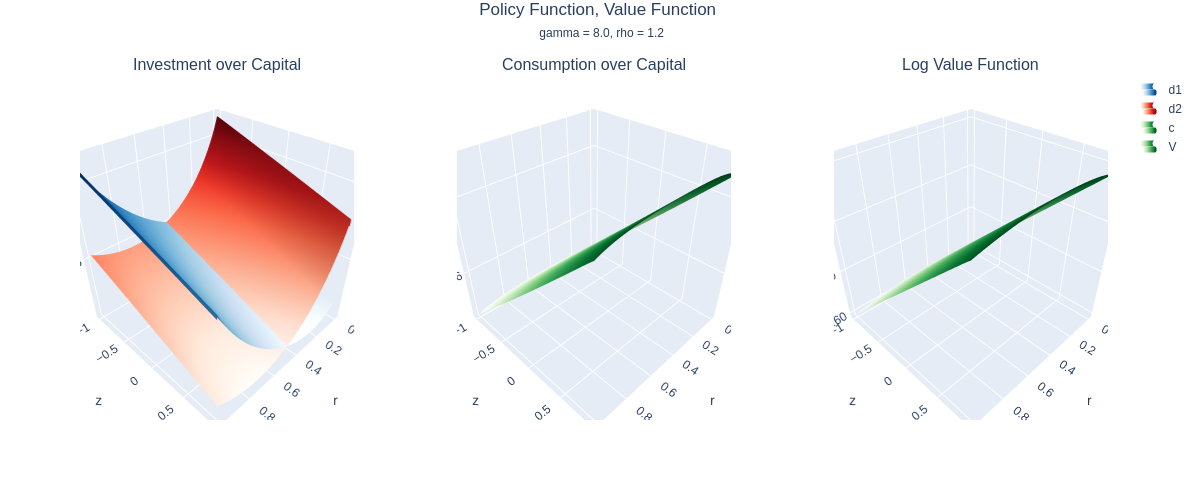 Policy Function, Value Function
gamma = 8.0, rho = 1.2
Investment over Capital
Consumption over Capital
Log Value Function
d1
d2
c
V
−1
−0.5
0
0.5
z
0
0.2
0.4
0.6
0.8
r
−1
−0.5
0
0.5
z
0
0.2
0.4
0.6
0.8
r
60
−1
−0.5
0
0.5
z
0
0.2
0.4
0.6
0.8
r